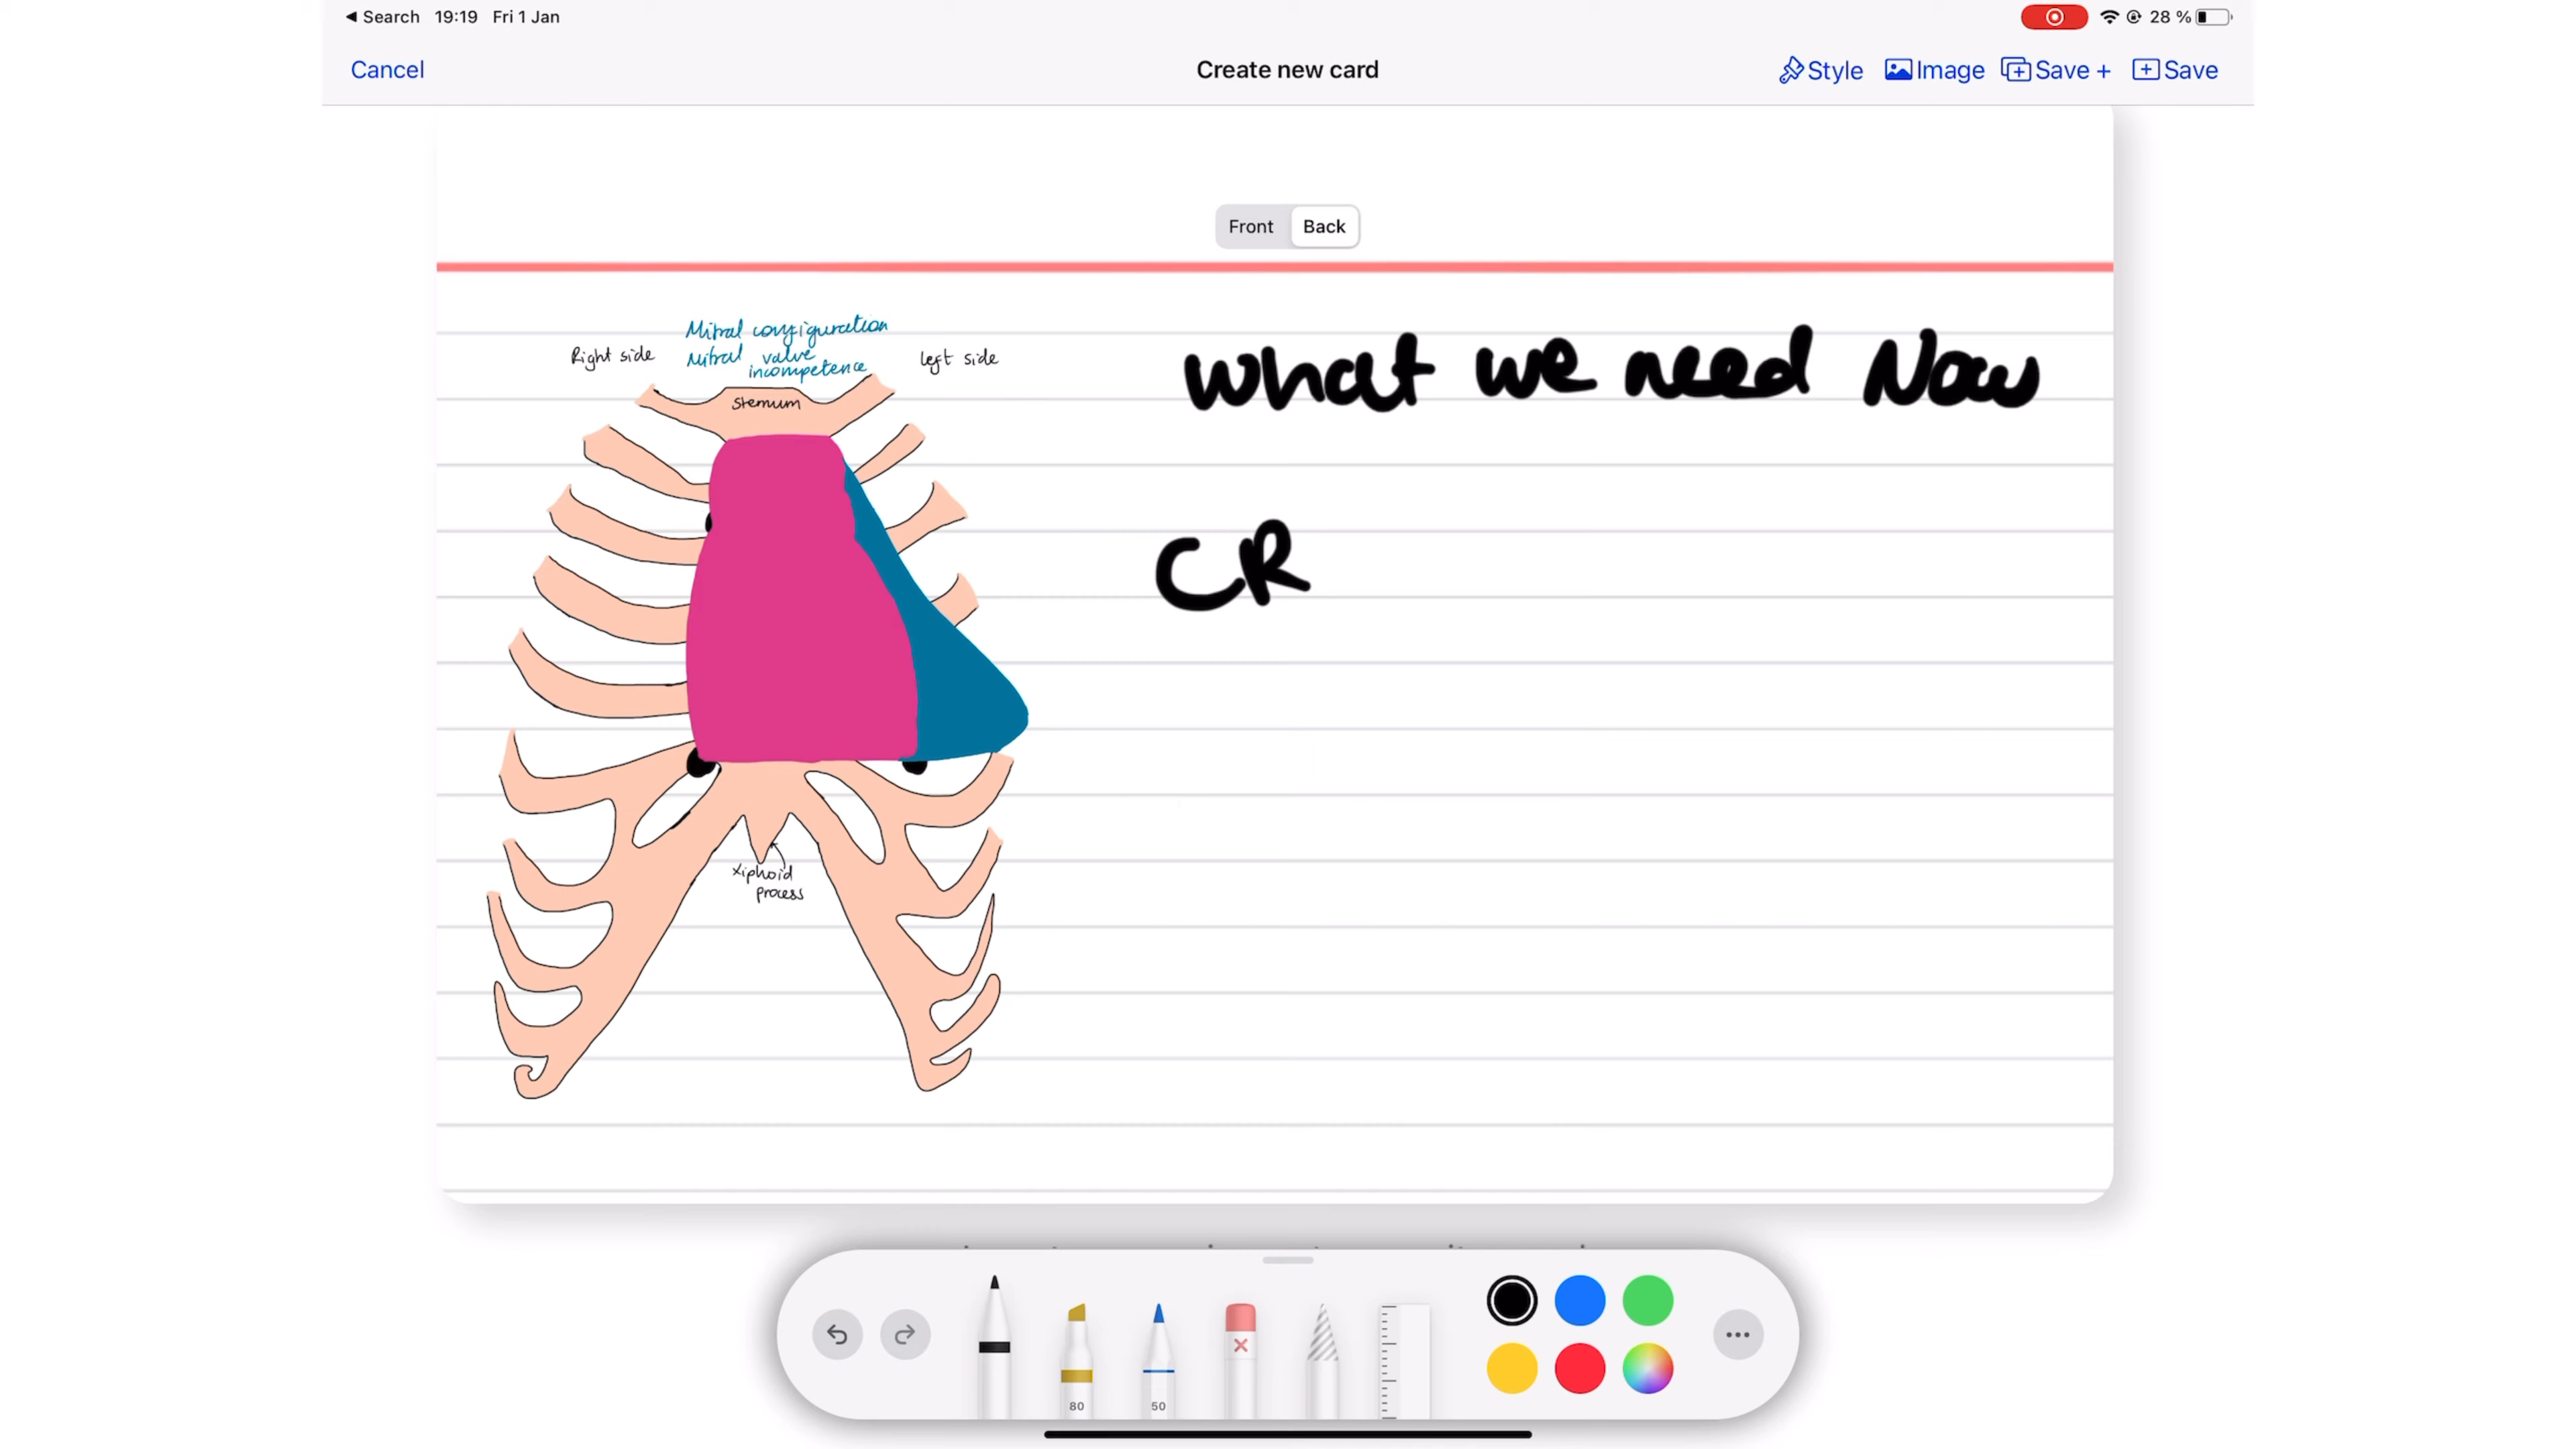 Search 19:19 Fri 1 Jan 28 %
Cancel Create new card Style Image Save + Save
Front Back
Mitral configuration
Right side Mitral valve left side
incompetence
Sternum
What we need Now
CR
Xiphoid
process
80 50